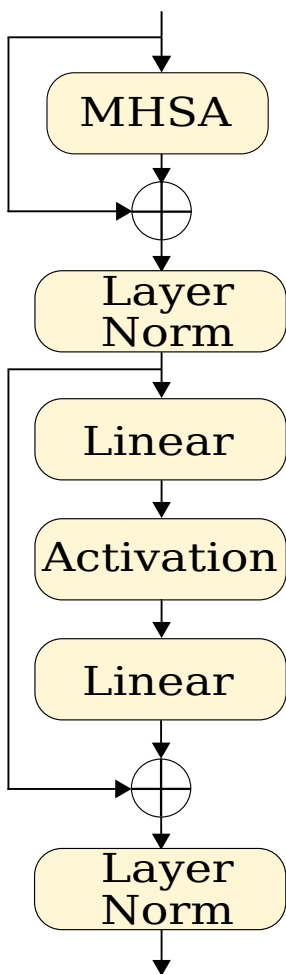 MHSA
Layer
Norm
Linear
Activation
Linear
Layer
Norm